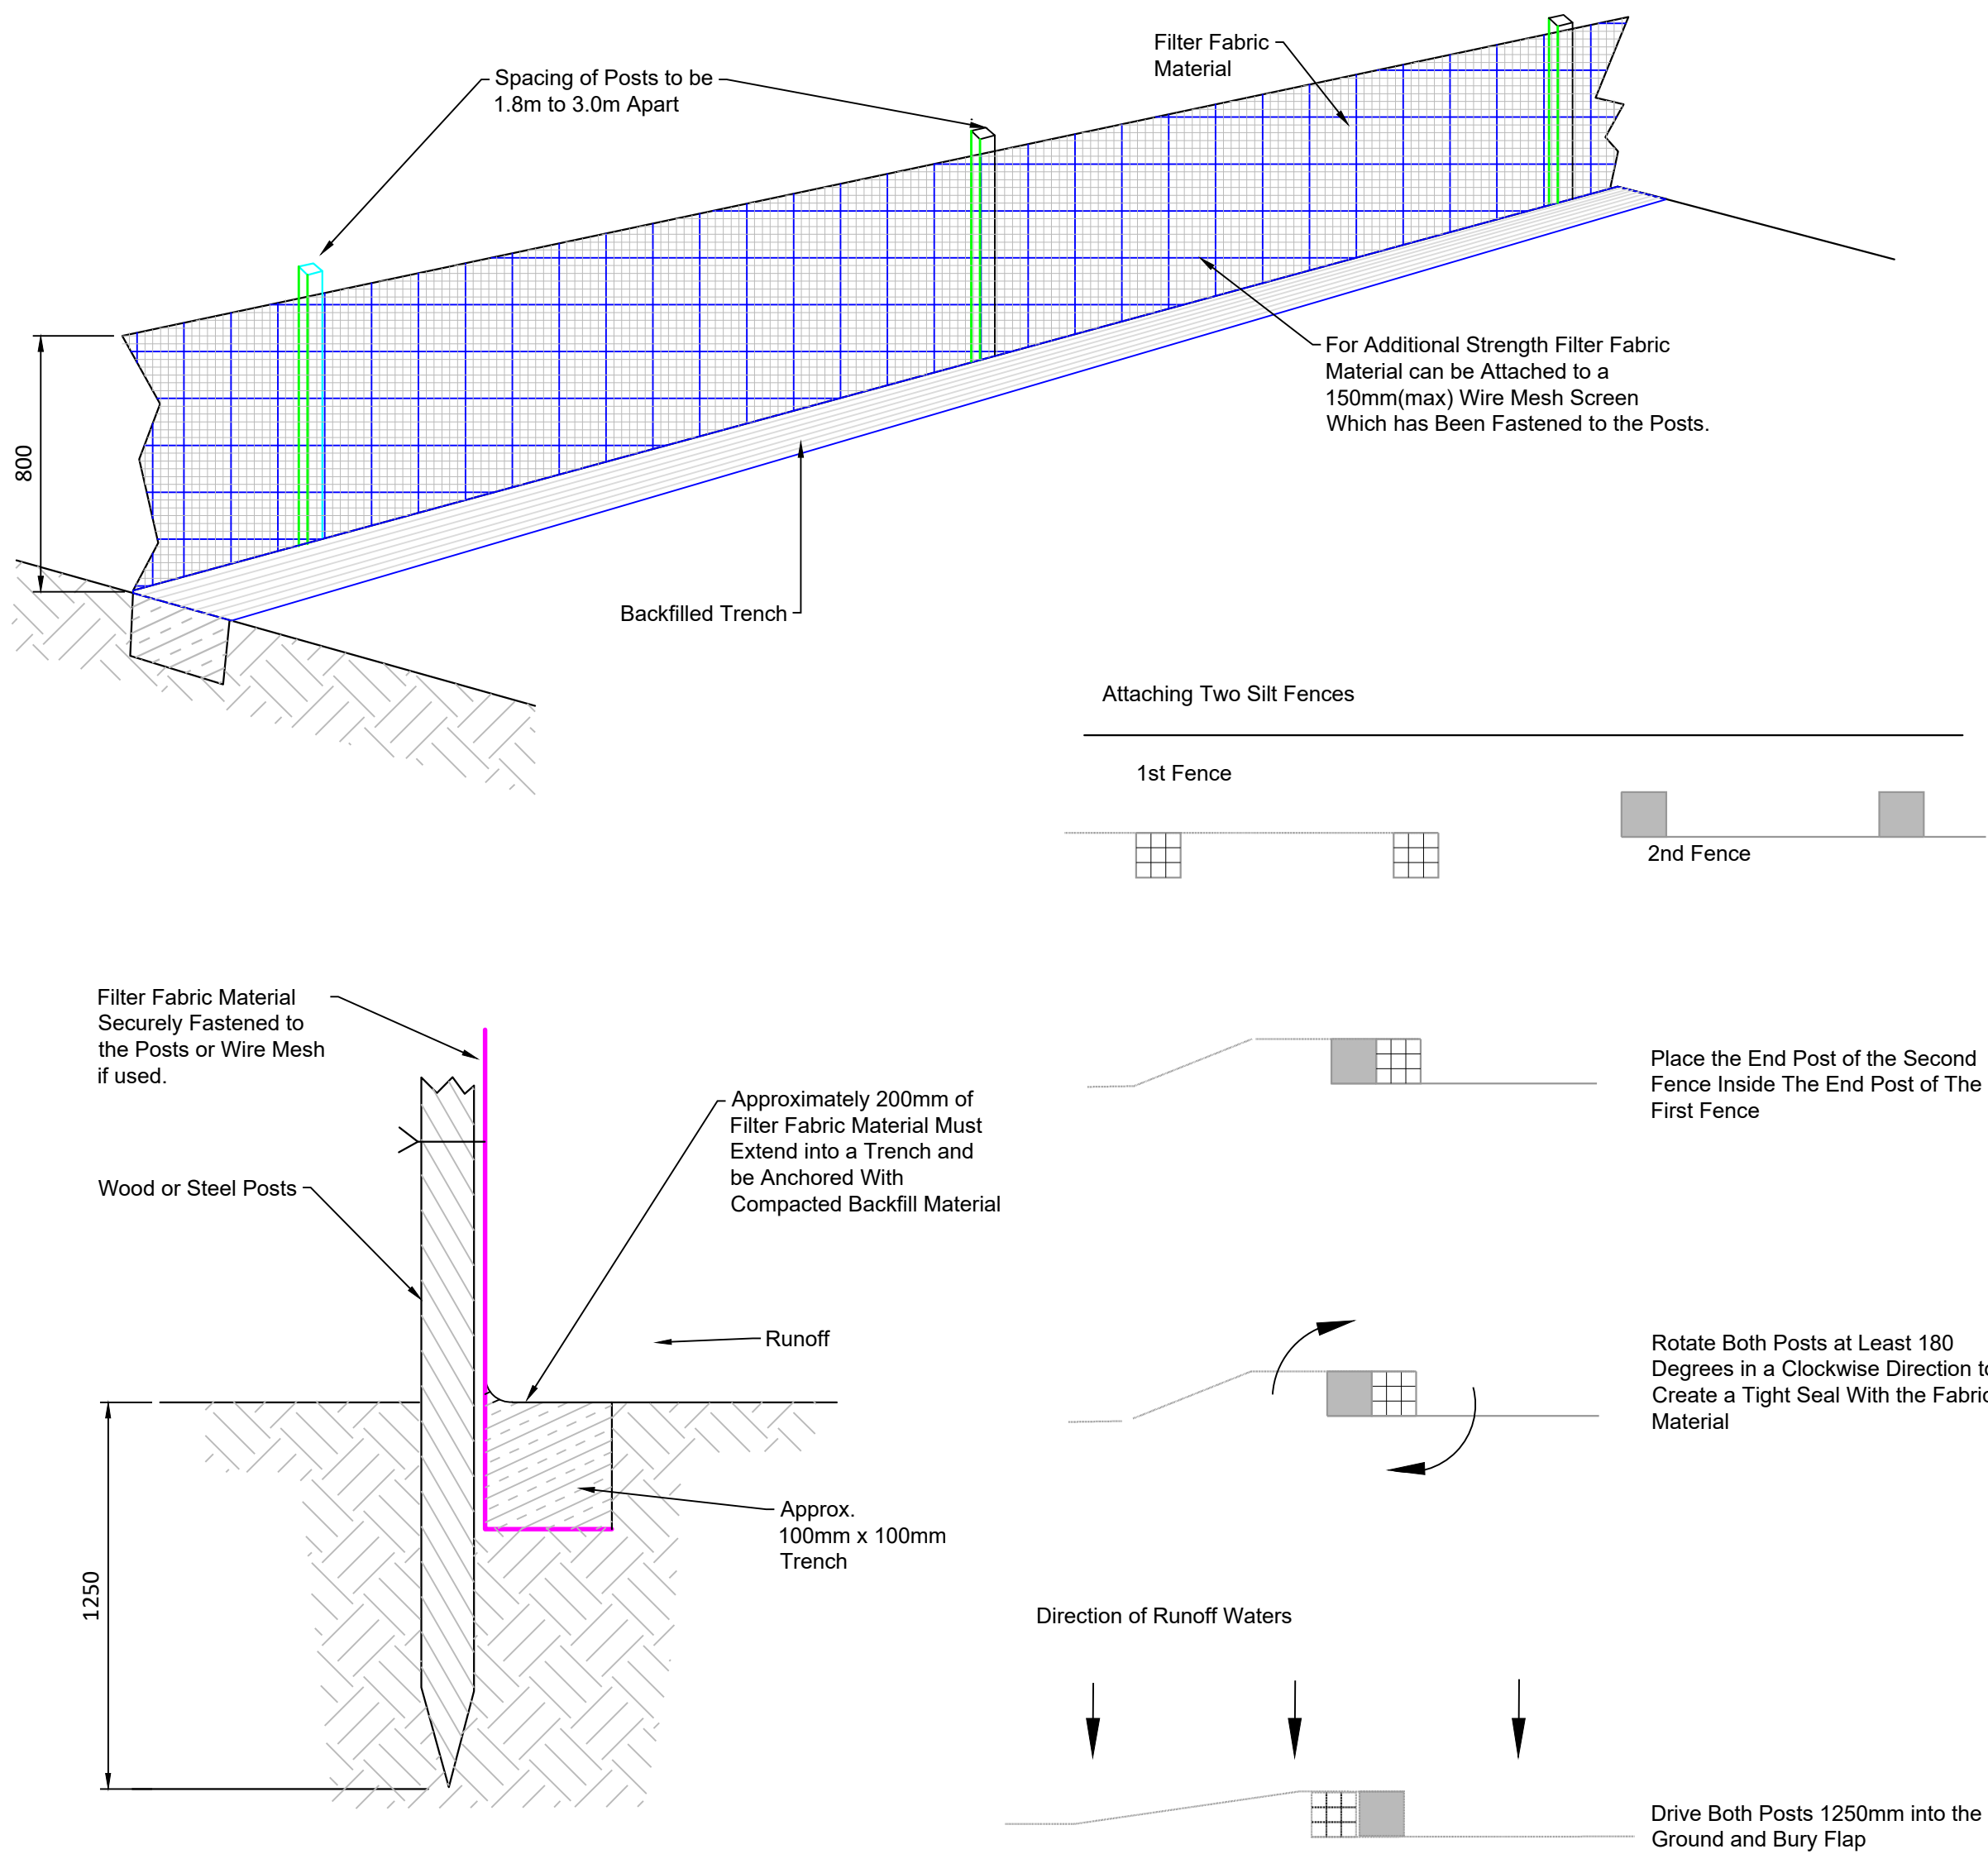 Filter Fabric
Material
Spacing of Posts to be
1.8m to 3.0m Apart
For Additional Strength Filter Fabric
Material can be Attached to a
150mm(max) Wire Mesh Screen
Which has Been Fastened to the Posts.
800
Backfilled Trench
Attaching Two Silt Fences
1st Fence
2nd Fence
Filter Fabric Material
Securely Fastened to
the Posts or Wire Mesh
if used.
Wood or Steel Posts
Approximately 200mm of
Filter Fabric Material Must
Extend into a Trench and
be Anchored With
Compacted Backfill Material
Runoff
Approx.
100mm x 100mm
Trench
1250
Place the End Post of the Second
Fence Inside The End Post of The
First Fence
Rotate Both Posts at Least 180
Degrees in a Clockwise Direction to
Create a Tight Seal With the Fabric
Material
Direction of Runoff Waters
Drive Both Posts 1250mm into the
Ground and Bury Flap